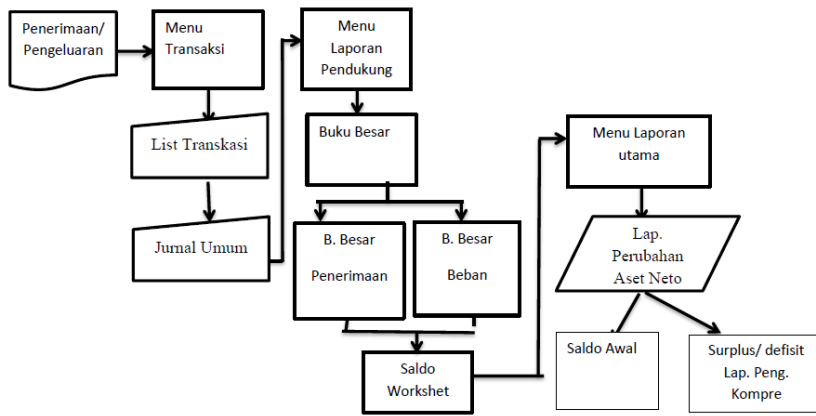 Penerimaan/
Pengeluaran
Menu
Transaksi
List Transkasi
Jurnal Umum
Menu
Laporan
Pendukung
Buku Besar
B. Besar
Penerimaan
B. Besar
Beban
Saldo
Workshet
Menu Laporan
utama
Lap.
Perubahan
Aset Neto
Saldo Awal
Surplus/ defisit
Lap. Peng.
Kompre